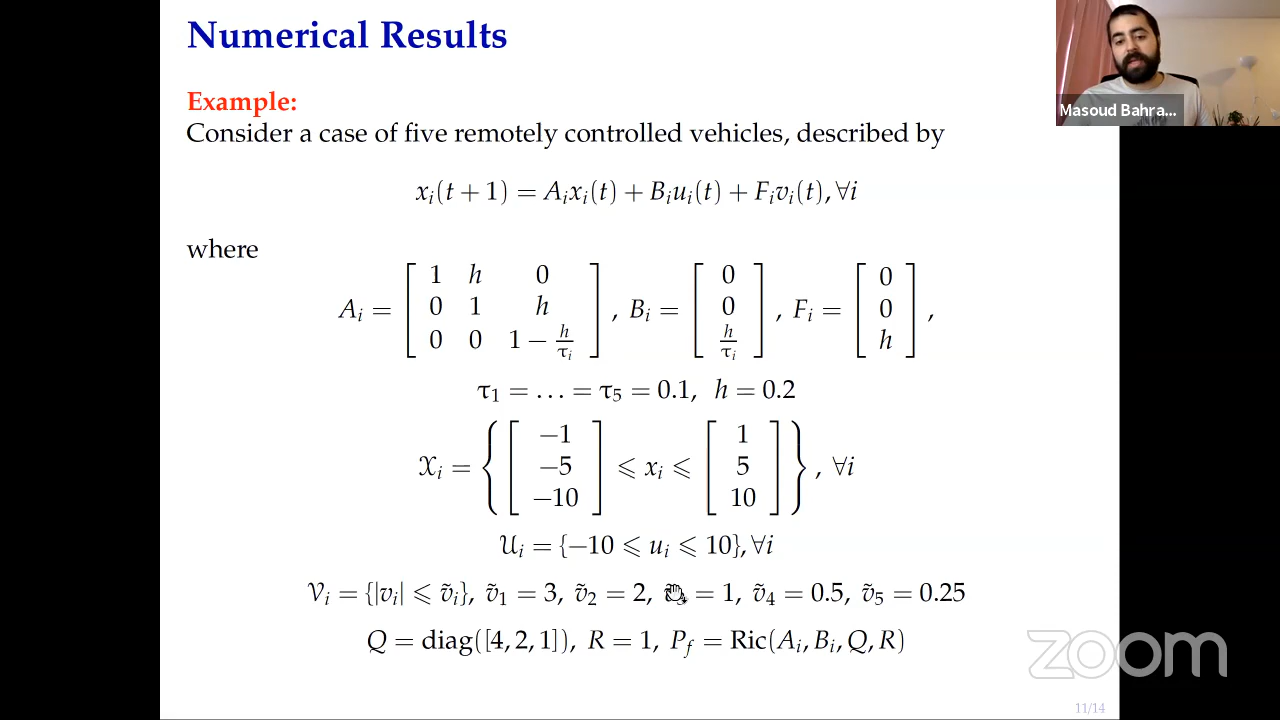 Numerical Results
Example:
Consider a case of five remotely controlled vehicles, described by
xᵢ(t + 1) = Aᵢxᵢ(t) + Bᵢuᵢ(t) + Fᵢvᵢ(t), ∀i
where
Aᵢ = [ 1 h 0 ; 0 1 h ; 0 0 1 − h/τᵢ ], Bᵢ = [ 0 ; 0 ; h/τᵢ ], Fᵢ = [ 0 ; 0 ; h ],
τ₁ = … = τ₅ = 0.1, h = 0.2
𝒳ᵢ = { [ −1 ; −5 ; −10 ] ⩽ xᵢ ⩽ [ 1 ; 5 ; 10 ] }, ∀i
𝒰ᵢ = {−10 ⩽ uᵢ ⩽ 10}, ∀i
𝒱ᵢ = {|vᵢ| ⩽ ṽᵢ}, ṽ₁ = 3, ṽ₂ = 2, ṽ₃ = 1, ṽ₄ = 0.5, ṽ₅ = 0.25
Q = diag([4, 2, 1]), R = 1, P_f = Ric(Aᵢ, Bᵢ, Q, R)
11/14
Masoud Bahra...
zoom